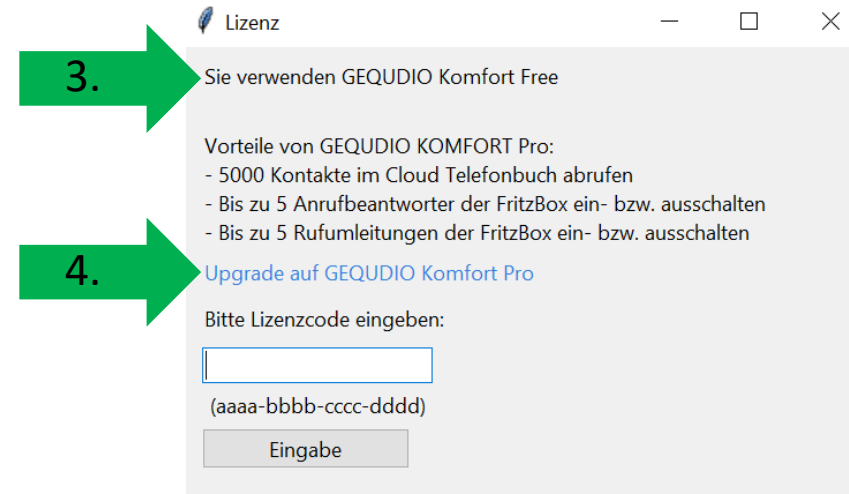 Lizenz
3.
Sie verwenden GEQUDIO Komfort Free
Vorteile von GEQUDIO KOMFORT Pro:
- 5000 Kontakte im Cloud Telefonbuch abrufen
- Bis zu 5 Anrufbeantworter der FritzBox ein- bzw. ausschalten
- Bis zu 5 Rufumleitungen der FritzBox ein- bzw. ausschalten
4.
Upgrade auf GEQUDIO Komfort Pro
Bitte Lizenzcode eingeben:
(aaaa-bbbb-cccc-dddd)
Eingabe